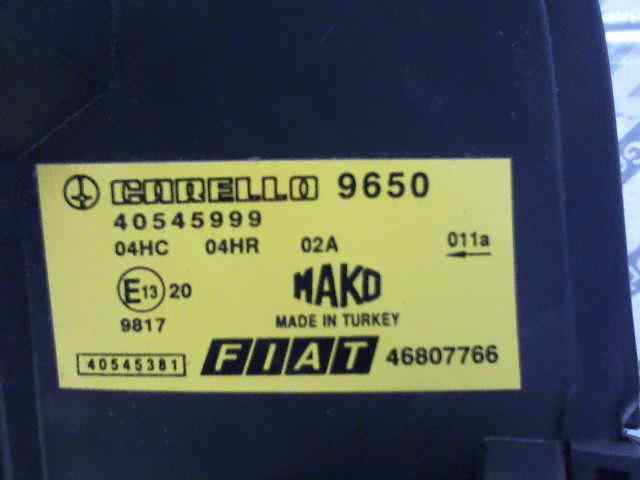 CARELLO 9650
40545999
04HC 04HR 02A 011a
E13 20
MAKO
9817
MADE IN TURKEY
40545381 FIAT 46807766